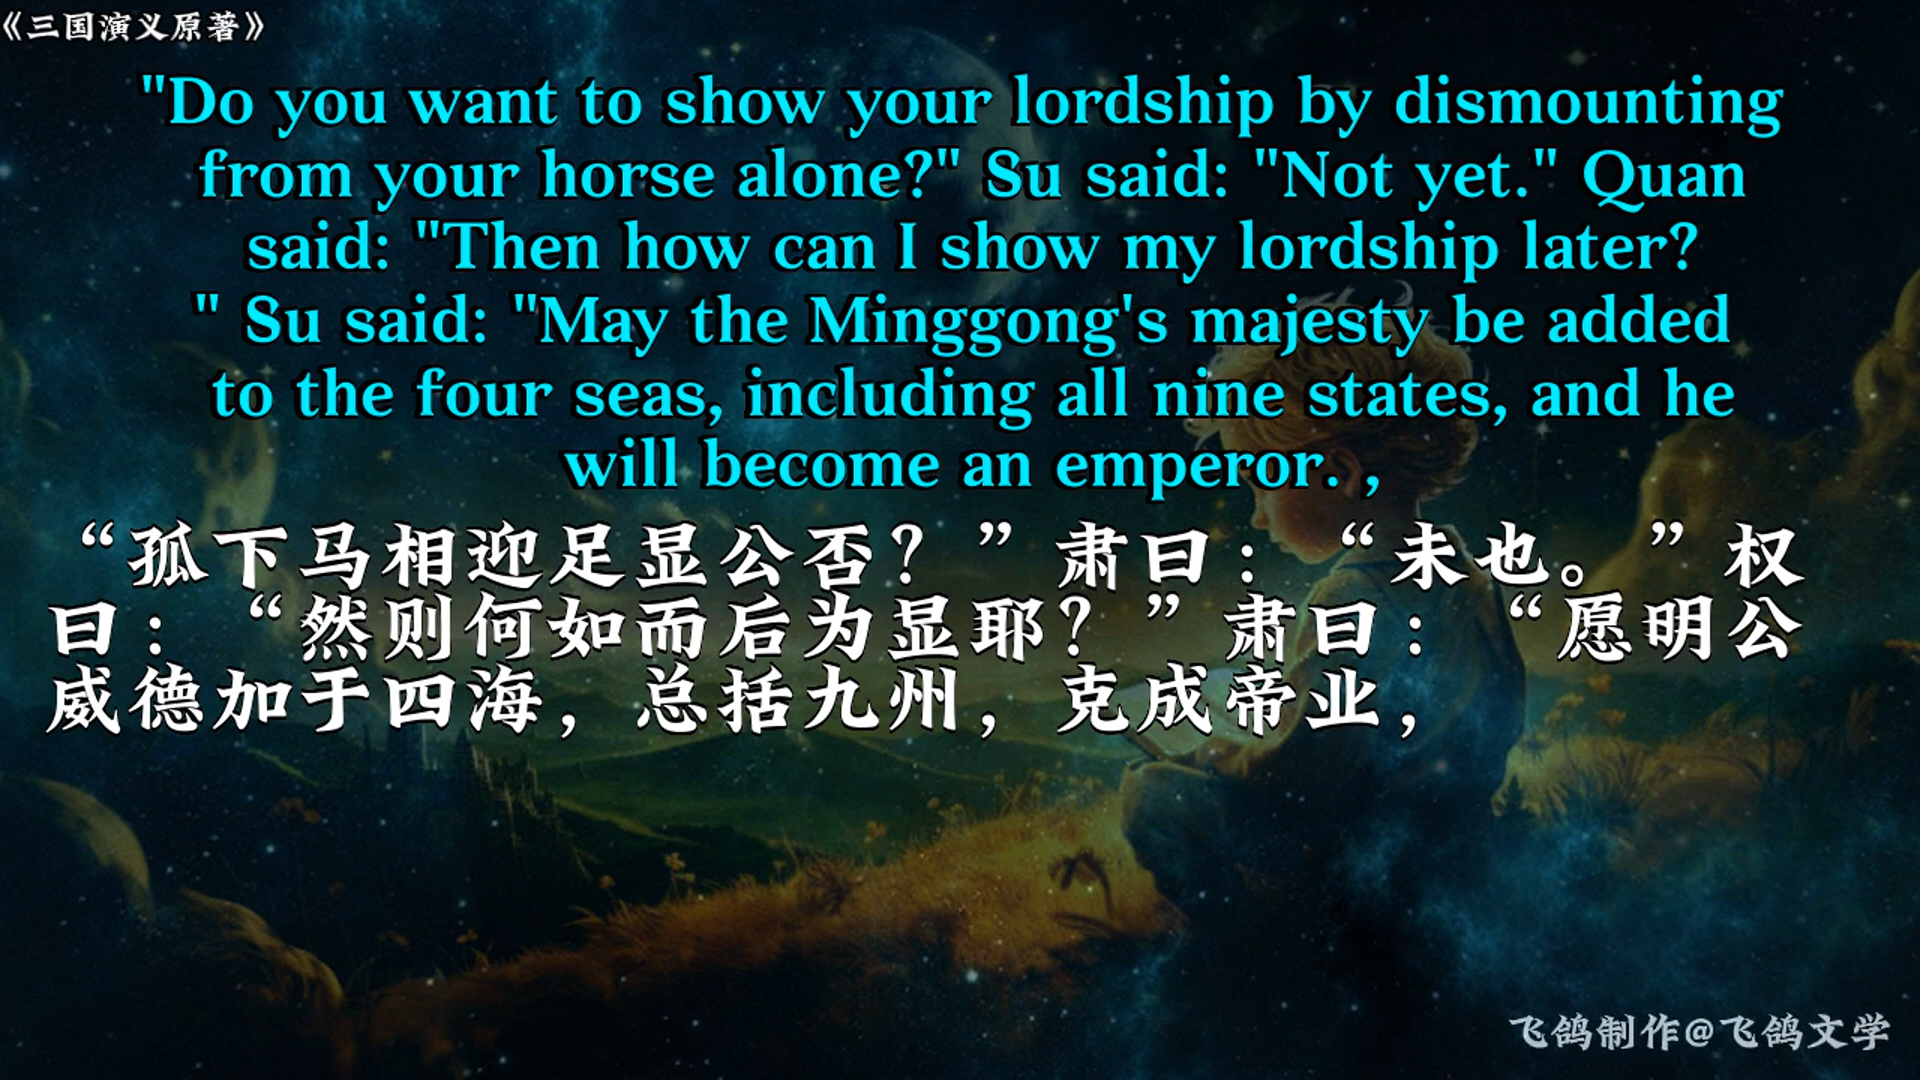 《三国演义原著》
"Do you want to show your lordship by dismounting
from your horse alone?" Su said: "Not yet." Quan
said: "Then how can I show my lordship later?
" Su said: "May the Minggong's majesty be added
to the four seas, including all nine states, and he
will become an emperor. ,
“孤下马相迎足显公否？”肃曰：“未也。”权
曰：“然则何如而后为显耶？”肃曰：“愿明公
威德加于四海，总括九州，克成帝业，
飞鸽制作@飞鸽文学